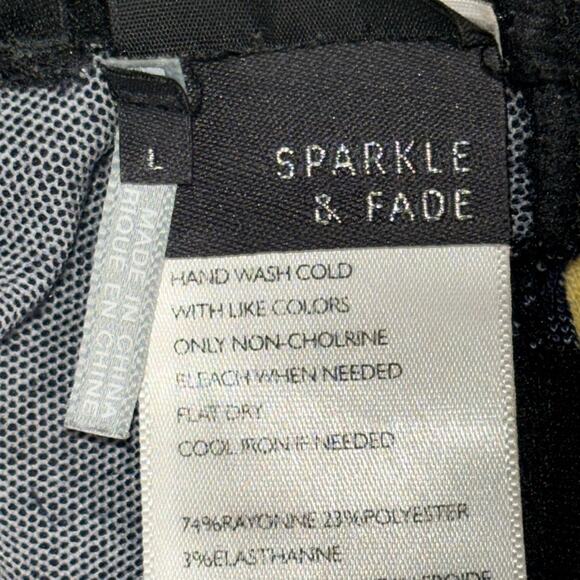 L
SPARKLE
& FADE
MADE IN CHINA
RIQUE EN CHINE
HAND WASH COLD
WITH LIKE COLORS
ONLY NON-CHOLRINE
BLEACH WHEN NEEDED
FLAT DRY
COOL IRON IF NEEDED
74%RAYONNE 23%POLYESTER
3%ELASTHANNE